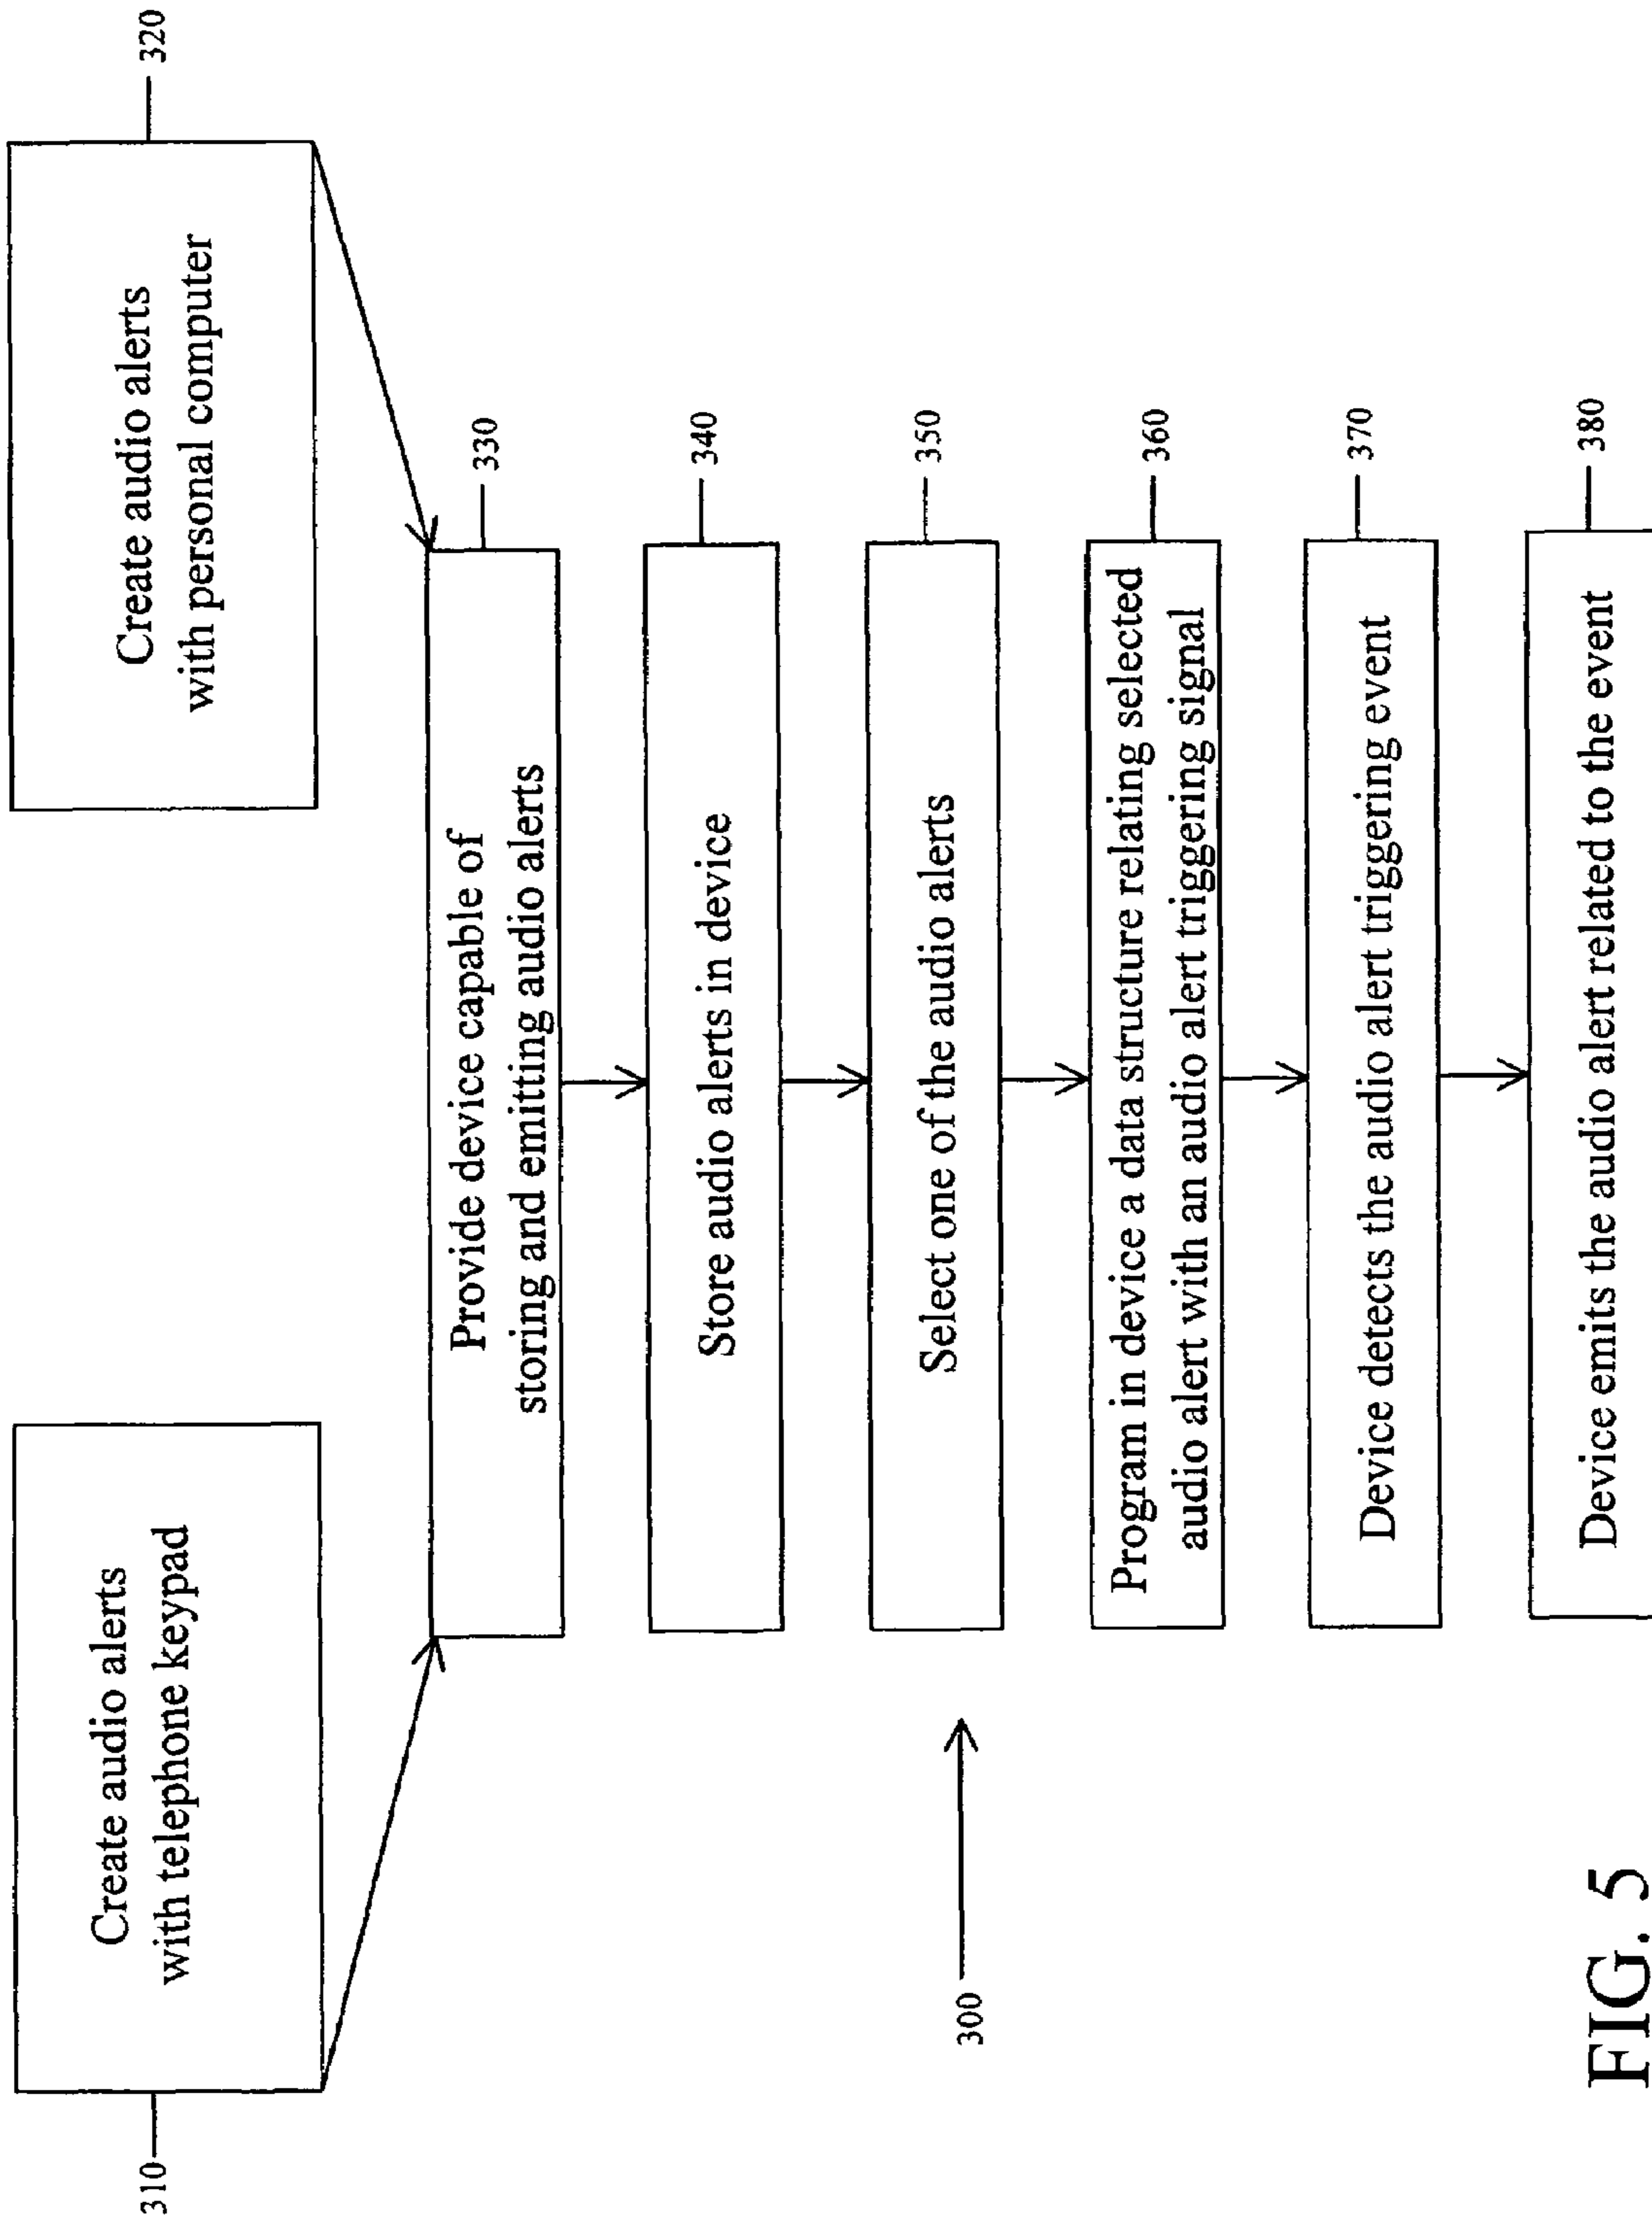 310
Create audio alerts
with telephone keypad
Create audio alerts
with personal computer
320
Provide device capable of
storing and emitting audio alerts
330
Store audio alerts in device
340
300
Select one of the audio alerts
350
Program in device a data structure relating selected
audio alert with an audio alert triggering signal
360
Device detects the audio alert triggering event
370
Device emits the audio alert related to the event
380
FIG. 5